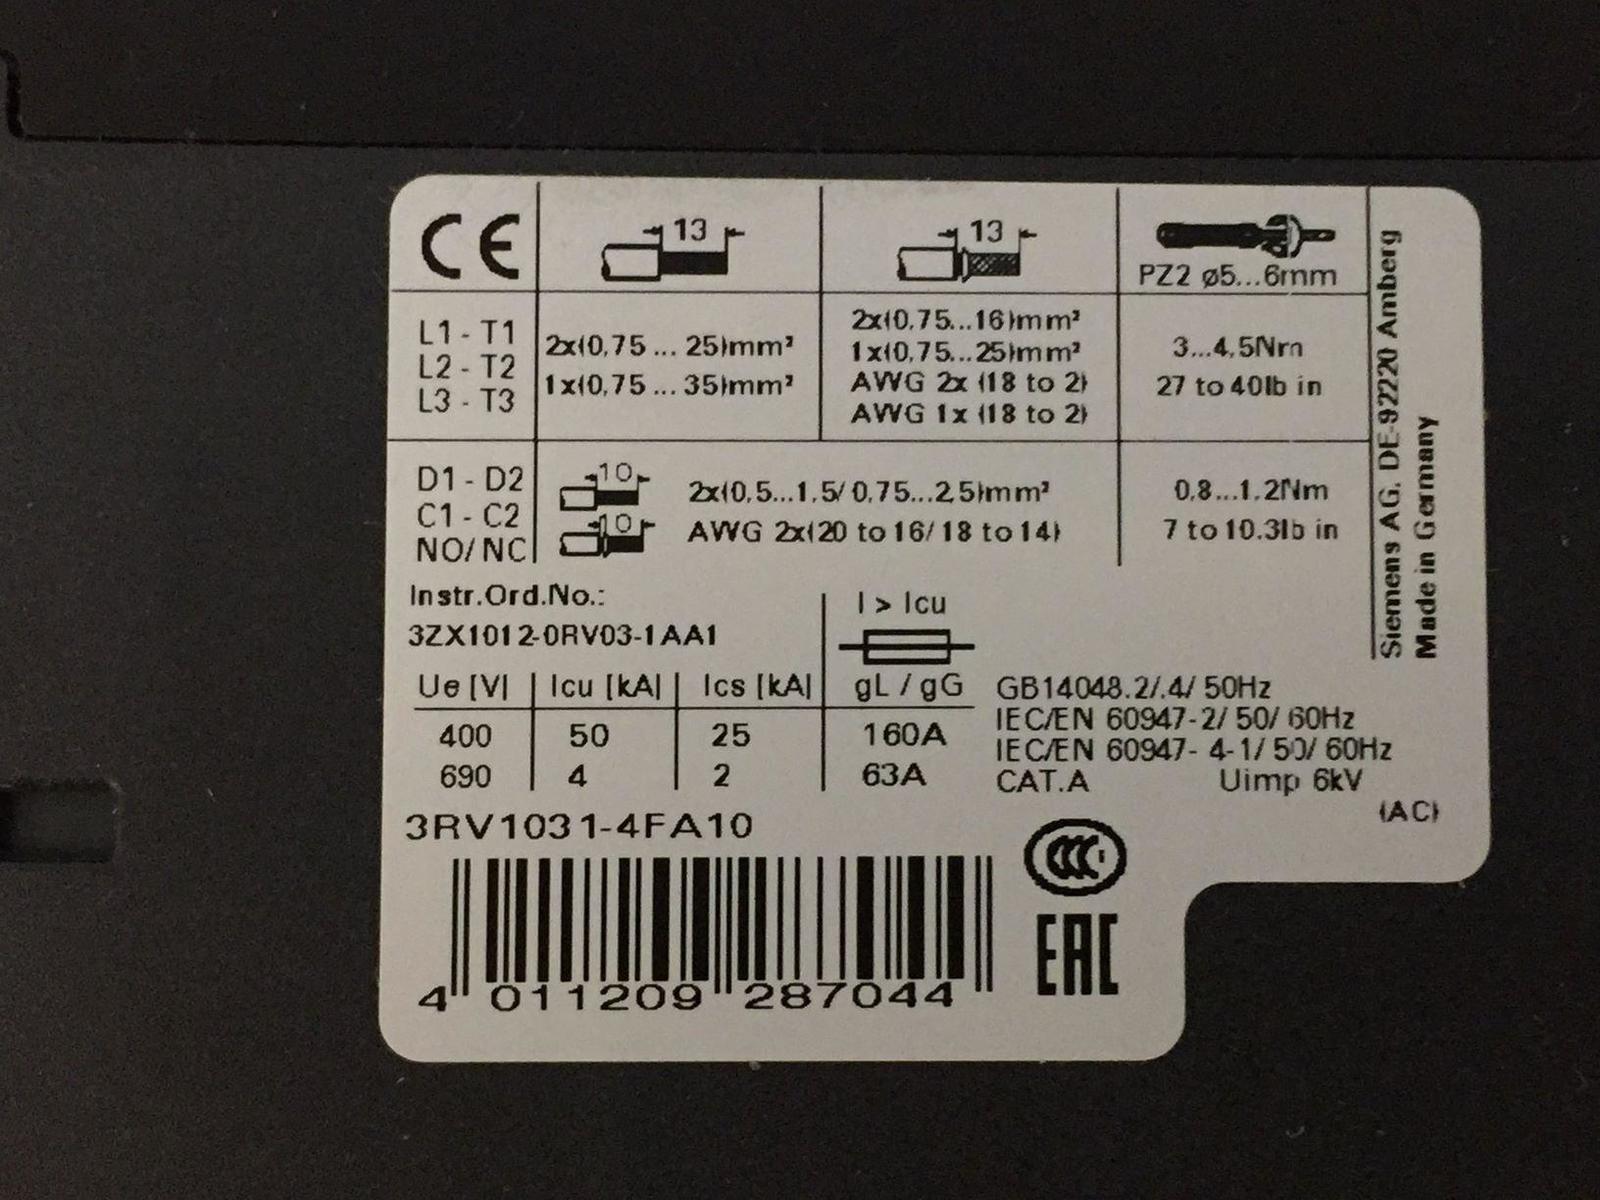 CE
13
13
PZ2 ø5...6mm
L1 - T1
L2 - T2
L3 - T3
2x(0,75 ... 25)mm²
1x(0,75 ... 35)mm²
2x(0,75...16)mm²
1x(0,75...25)mm²
AWG 2x (18 to 2)
AWG 1x (18 to 2)
3...4,5Nm
27 to 40lb in
D1 - D2
C1 - C2
NO/ NC
10
10
2x(0,5...1,5/ 0,75...2,5)mm²
AWG 2x(20 to 16/ 18 to 14)
0,8...1,2Nm
7 to 10.3lb in
Siemens AG, DE-92220 Amberg
Made in Germany
Instr.Ord.No.:
3ZX1012-0RV03-1AA1
I > Icu
Ue [V] Icu [kA] Ics [kA] gL / gG
400 50 25 160A
690 4 2 63A
GB14048.2/.4/ 50Hz
IEC/EN 60947-2/ 50/ 60Hz
IEC/EN 60947- 4-1/ 50/ 60Hz
CAT.A Uimp 6kV
(AC)
3RV1031-4FA10
CCC
EAC
4 011209 287044